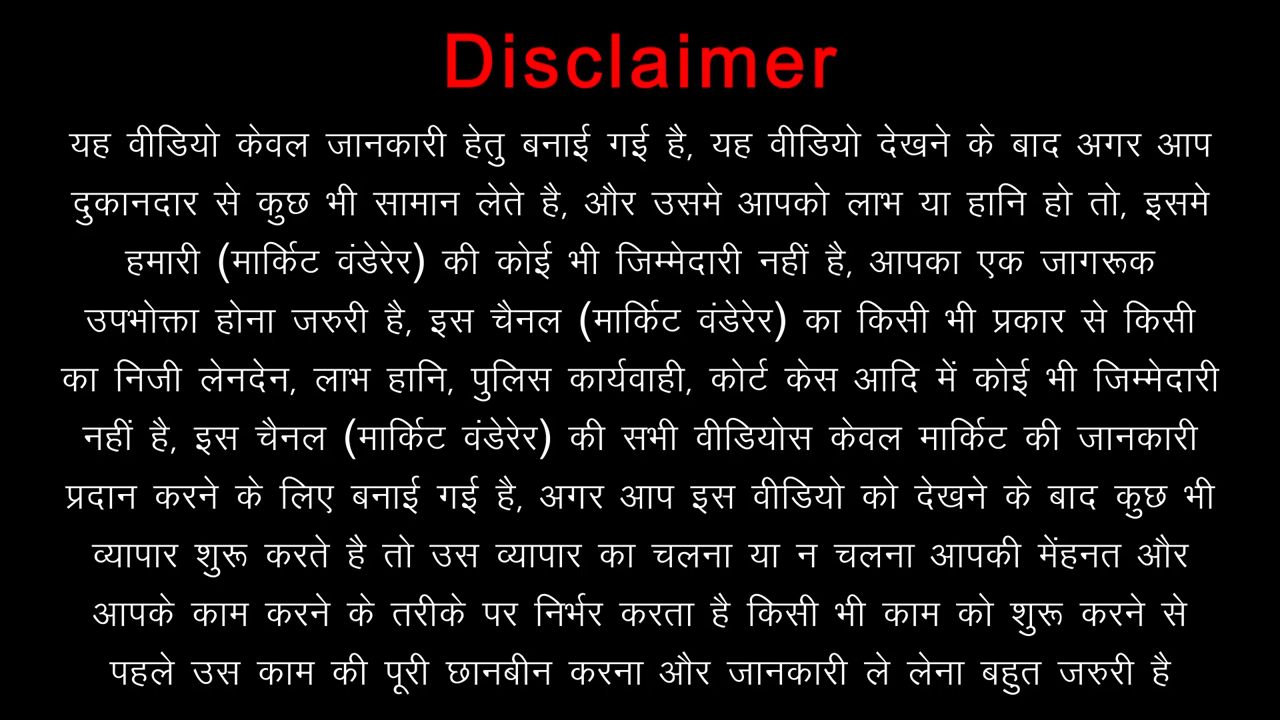 Disclaimer
यह वीडियो केवल जानकारी हेतु बनाई गई है, यह वीडियो देखने के बाद अगर आप
दुकानदार से कुछ भी सामान लेते है, और उसमे आपको लाभ या हानि हो तो, इसमे
हमारी (मार्किट वंडेरेर) की कोई भी जिम्मेदारी नहीं है, आपका एक जागरूक
उपभोक्ता होना जरुरी है, इस चैनल (मार्किट वंडेरेर) का किसी भी प्रकार से किसी
का निजी लेनदेन, लाभ हानि, पुलिस कार्यवाही, कोर्ट केस आदि में कोई भी जिम्मेदारी
नहीं है, इस चैनल (मार्किट वंडेरेर) की सभी वीडियोस केवल मार्किट की जानकारी
प्रदान करने के लिए बनाई गई है, अगर आप इस वीडियो को देखने के बाद कुछ भी
व्यापार शुरू करते है तो उस व्यापार का चलना या न चलना आपकी मेंहनत और
आपके काम करने के तरीके पर निर्भर करता है किसी भी काम को शुरू करने से
पहले उस काम की पूरी छानबीन करना और जानकारी ले लेना बहुत जरुरी है